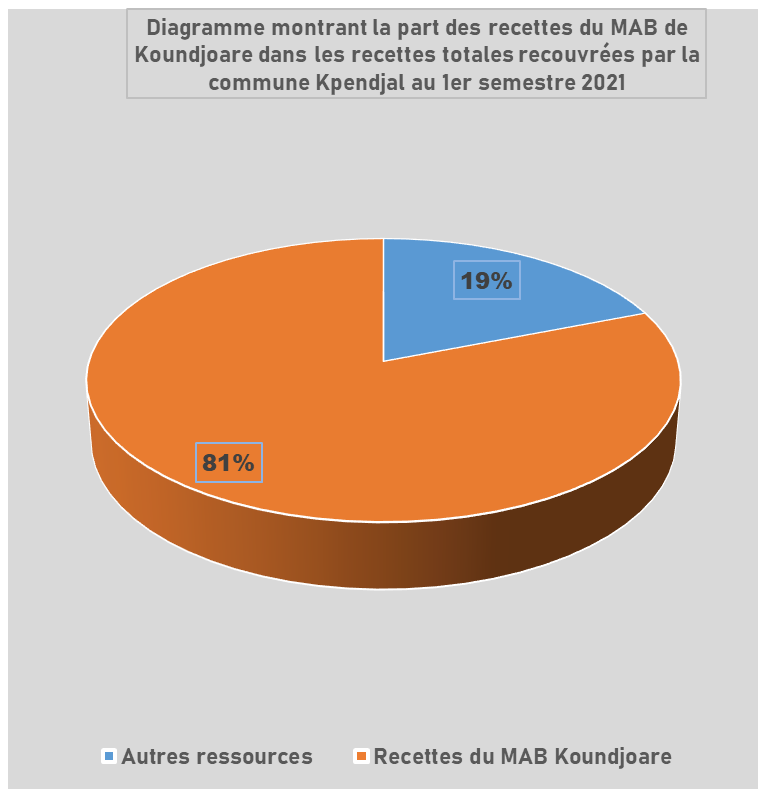 Diagramme montrant la part des recettes du MAB de
Koundjoare dans les recettes totales recouvrées par la
commune Kpendjal au 1er semestre 2021
19%
81%
Autres ressources
Recettes du MAB Koundjoare